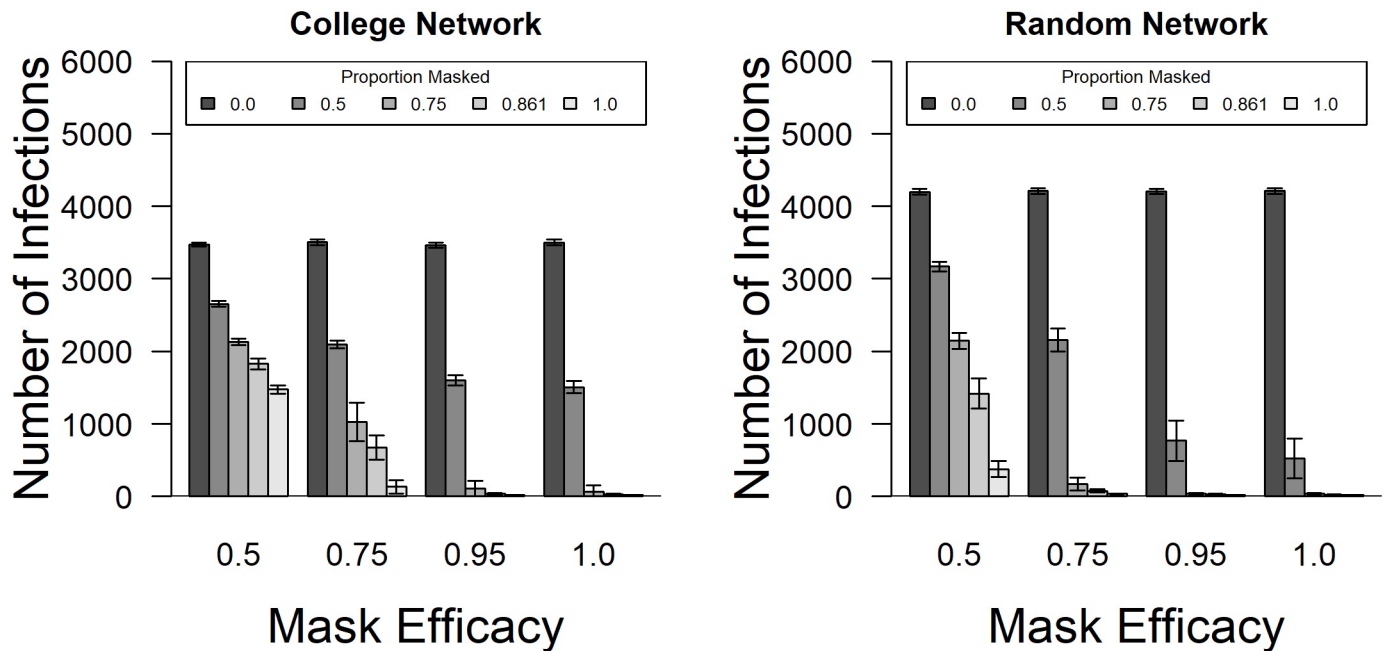 College Network
Number of Infections
6000
5000
4000
3000
2000
1000
0
Proportion Masked
0.0 0.5 0.75 0.861 1.0
0.5 0.75 0.95 1.0
Mask Efficacy
Random Network
Number of Infections
6000
5000
4000
3000
2000
1000
0
Proportion Masked
0.0 0.5 0.75 0.861 1.0
0.5 0.75 0.95 1.0
Mask Efficacy